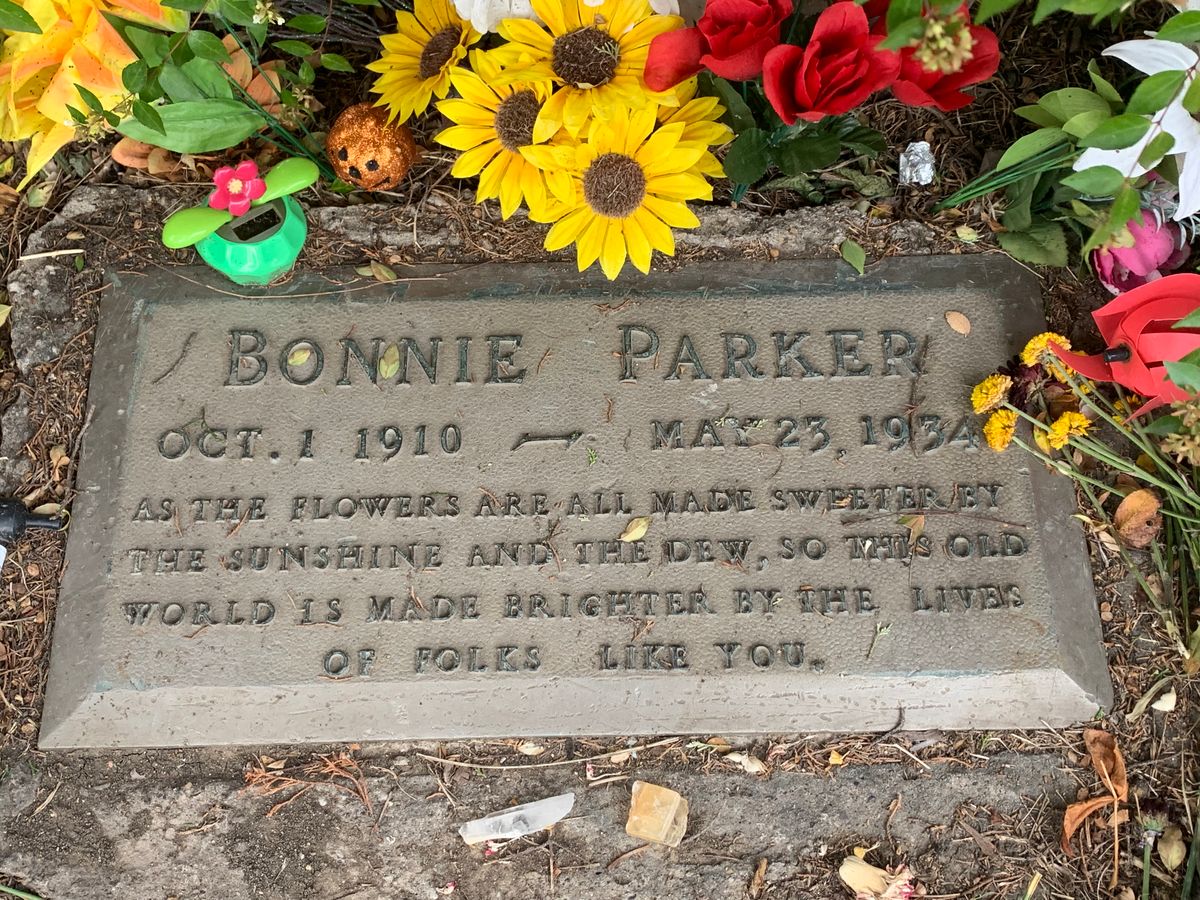 BONNIE PARKER
OCT. 1 1910 — MAY 23, 1934
AS THE FLOWERS ARE ALL MADE SWEETER BY
THE SUNSHINE AND THE DEW, SO THIS OLD
WORLD IS MADE BRIGHTER BY THE LIVES
OF FOLKS LIKE YOU.